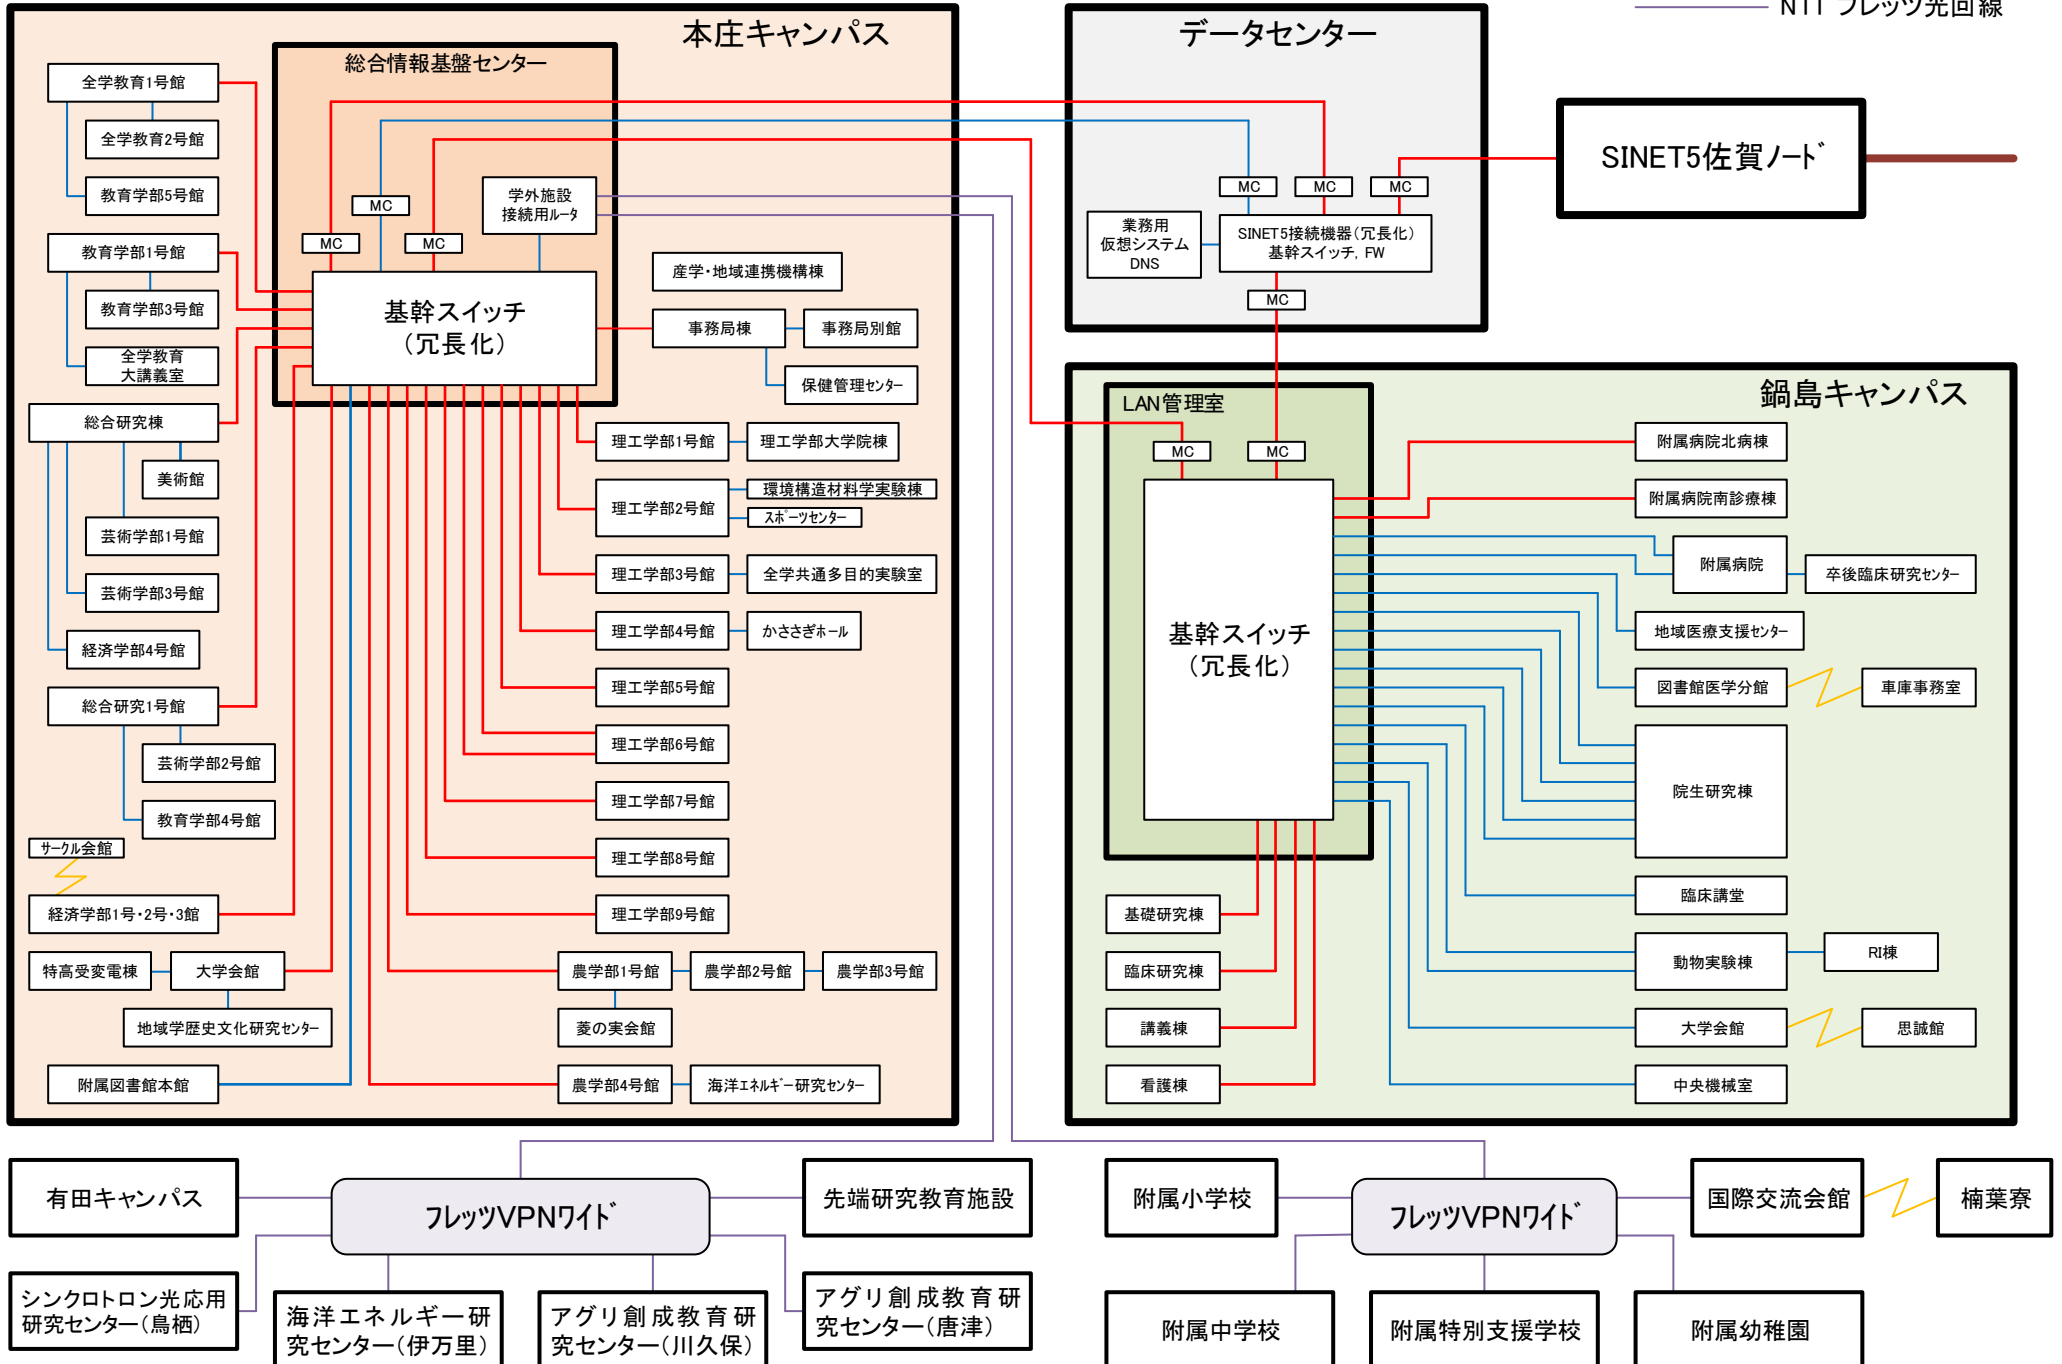 本庄キャンパス
総合情報基盤センター
全学教育1号館
全学教育2号館
教育学部5号館
教育学部1号館
教育学部3号館
全学教育
大講義室
総合研究棟
美術館
芸術学部1号館
芸術学部3号館
経済学部4号館
総合研究1号館
芸術学部2号館
教育学部4号館
サークル会館
経済学部1号・2号・3館
特高受変電棟
大学会館
地域学歴史文化研究センター
附属図書館本館
MC
MC
MC
学外施設
接続用ルータ
基幹スイッチ
(冗長化)
産学・地域連携機構棟
事務局棟
事務局別館
保健管理センター
理工学部1号館
理工学部大学院棟
理工学部2号館
環境構造材料学実験棟
スポーツセンター
理工学部3号館
全学共通多目的実験室
理工学部4号館
かささぎホール
理工学部5号館
理工学部6号館
理工学部7号館
理工学部8号館
理工学部9号館
農学部1号館
農学部2号館
農学部3号館
菱の実会館
農学部4号館
海洋エネルギー研究センター
データセンター
MC
MC
MC
業務用
仮想システム
DNS
SINET5接続機器(冗長化)
基幹スイッチ, FW
MC
NTT フレッツ光回線
SINET5佐賀ノード
鍋島キャンパス
LAN管理室
MC
MC
基幹スイッチ
(冗長化)
附属病院北病棟
附属病院南診療棟
附属病院
卒後臨床研究センター
地域医療支援センター
図書館医学分館
車庫事務室
院生研究棟
臨床講堂
動物実験棟
RI棟
大学会館
思誠館
中央機械室
基礎研究棟
臨床研究棟
講義棟
看護棟
有田キャンパス
フレッツVPNワイド
先端研究教育施設
シンクロトロン光応用
研究センター(鳥栖)
海洋エネルギー研
究センター(伊万里)
アグリ創成教育研
究センター(川久保)
アグリ創成教育研
究センター(唐津)
附属小学校
フレッツVPNワイド
国際交流会館
楠葉寮
附属中学校
附属特別支援学校
附属幼稚園